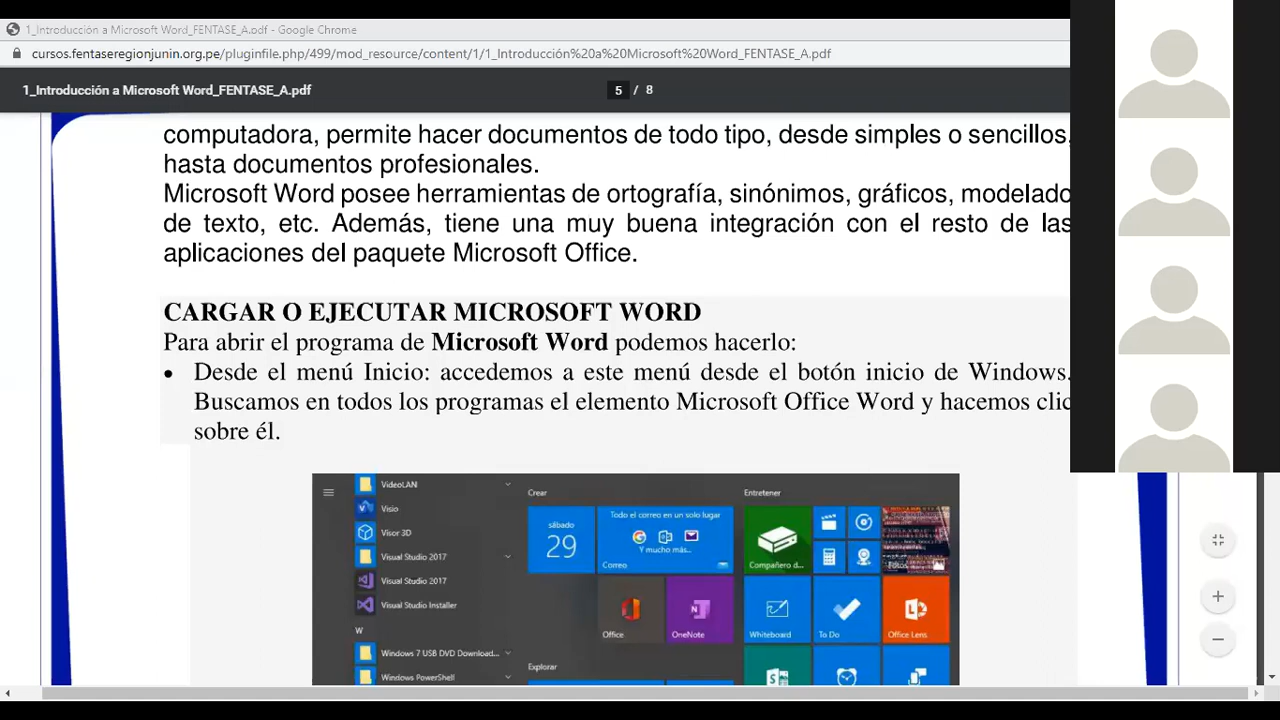 1_Introducción a Microsoft Word_FENTASE_A.pdf - Google Chrome
cursos.fentaseregionjunin.org.pe/pluginfile.php/499/mod_resource/content/1/1_Introducción%20a%20Microsoft%20Word_FENTASE_A.pdf
1_Introducción a Microsoft Word_FENTASE_A.pdf 5 / 8
computadora, permite hacer documentos de todo tipo, desde simples o sencillos,
hasta documentos profesionales.
Microsoft Word posee herramientas de ortografía, sinónimos, gráficos, modelado
de texto, etc. Además, tiene una muy buena integración con el resto de las
aplicaciones del paquete Microsoft Office.
CARGAR O EJECUTAR MICROSOFT WORD
Para abrir el programa de Microsoft Word podemos hacerlo:
• Desde el menú Inicio: accedemos a este menú desde el botón inicio de Windows.
Buscamos en todos los programas el elemento Microsoft Office Word y hacemos clic
sobre él.
VideoLAN
Visio
Visor 3D
Visual Studio 2017
Visual Studio 2017
Visual Studio Installer
W
Windows 7 USB DVD Download...
Windows PowerShell
Crear
sábado
29
Todo el correo en un solo lugar
Y mucho más...
Correo
Office
OneNote
Explorar
Entretener
Compañero d...
Fotos
Whiteboard
To Do
Office Lens